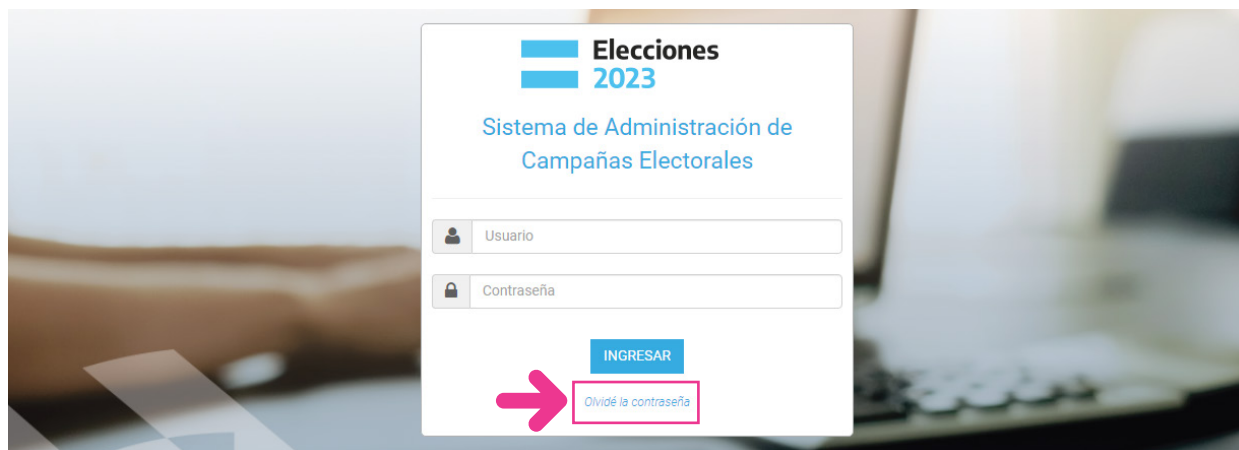 Elecciones
2023
Sistema de Administración de
Campañas Electorales
Usuario
Contraseña
INGRESAR
Olvidé la contraseña